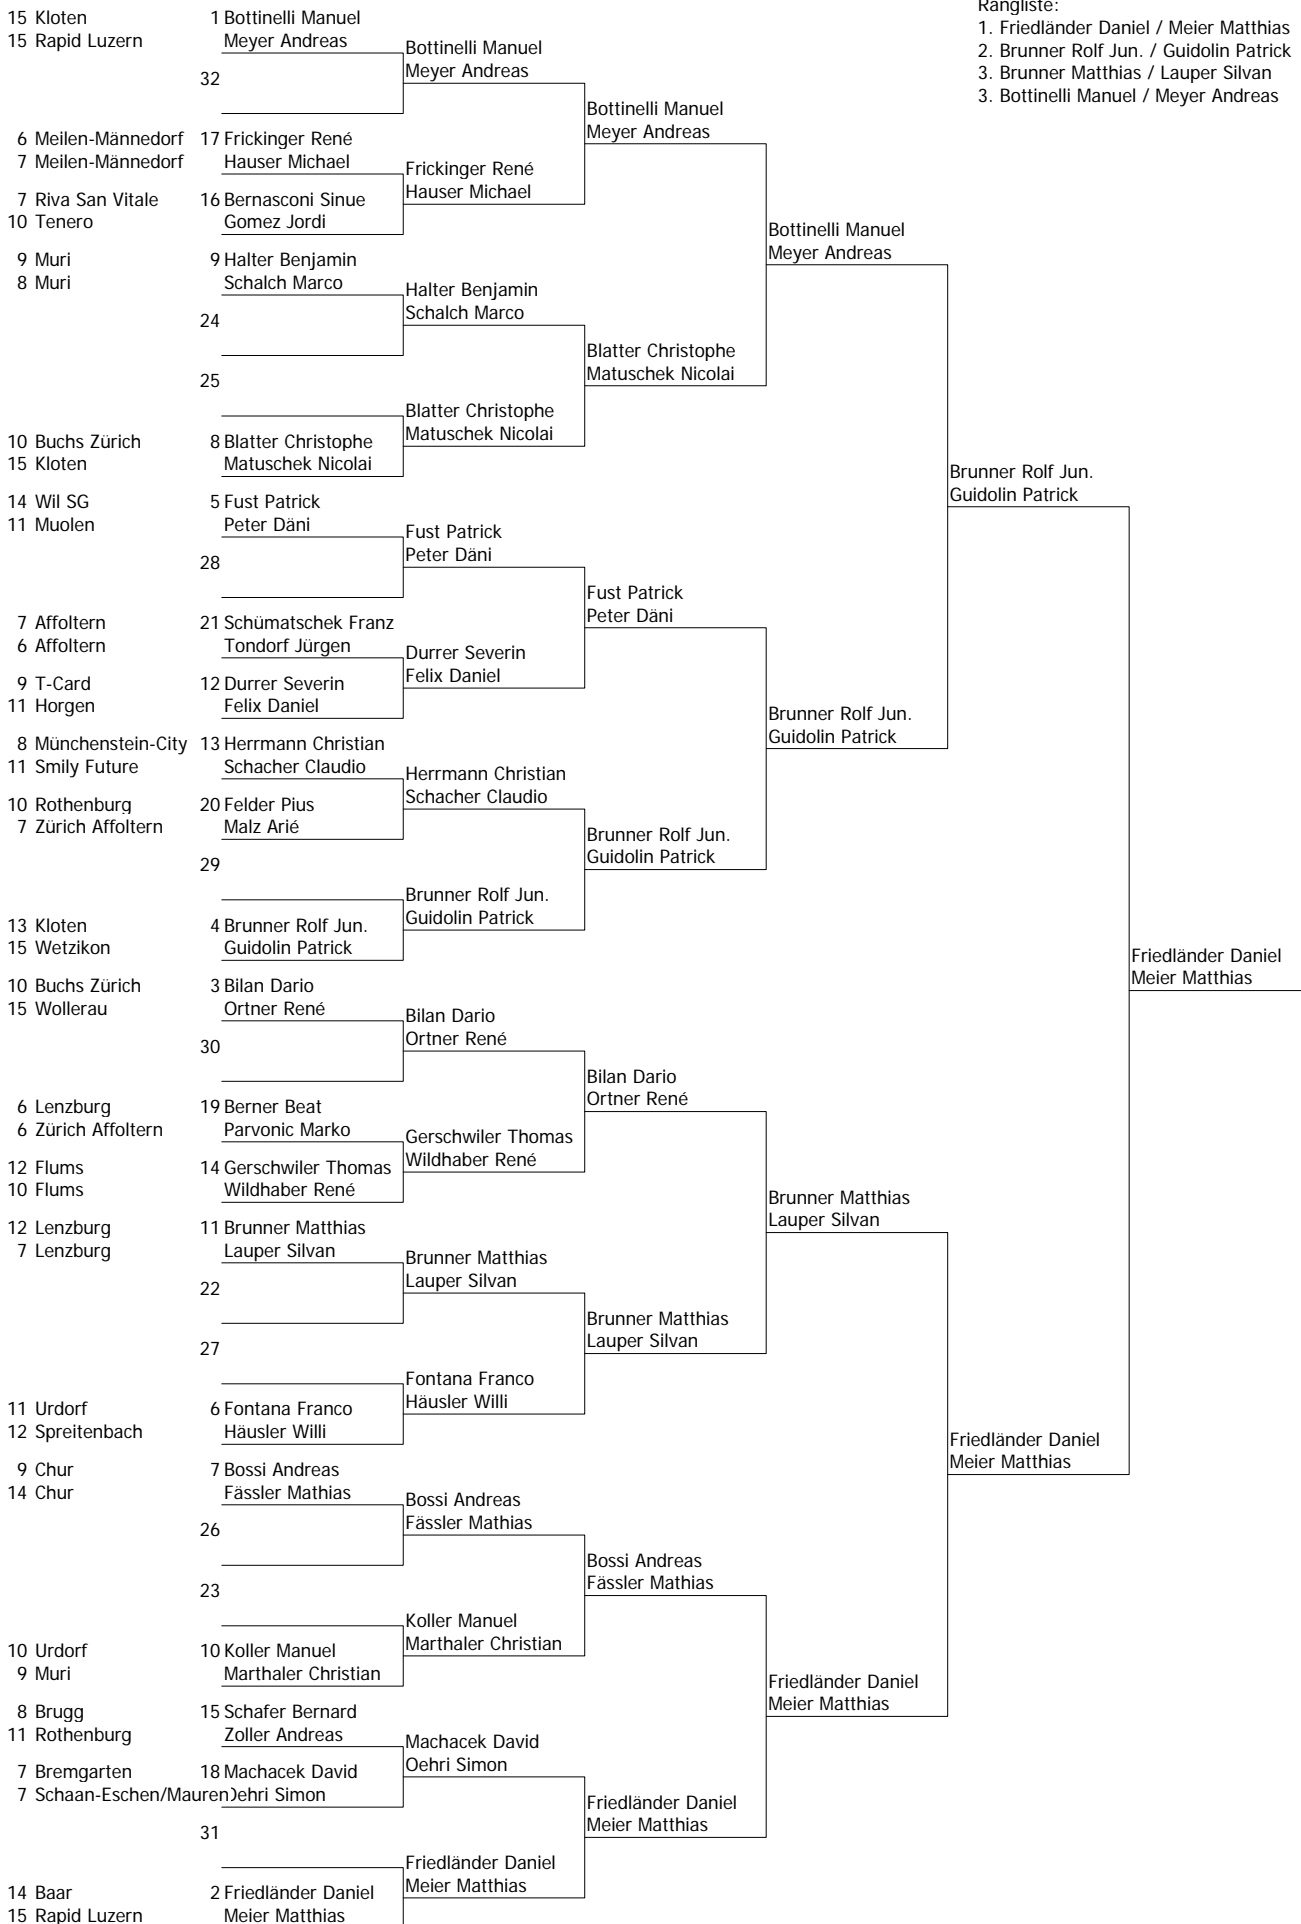 Rangliste:
1. Friedländer Daniel / Meier Matthias
2. Brunner Rolf Jun. / Guidolin Patrick
3. Brunner Matthias / Lauper Silvan
3. Bottinelli Manuel / Meyer Andreas
15 Kloten 1 Bottinelli Manuel
15 Rapid Luzern Meyer Andreas
32
6 Meilen-Männedorf 17 Frickinger René
7 Meilen-Männedorf Hauser Michael
7 Riva San Vitale 16 Bernasconi Sinue
10 Tenero Gomez Jordi
9 Muri 9 Halter Benjamin
8 Muri Schalch Marco
24
25
10 Buchs Zürich 8 Blatter Christophe
15 Kloten Matuschek Nicolai
14 Wil SG 5 Fust Patrick
11 Muolen Peter Däni
28
7 Affoltern 21 Schümatschek Franz
6 Affoltern Tondorf Jürgen
9 T-Card 12 Durrer Severin
11 Horgen Felix Daniel
8 Münchenstein-City 13 Herrmann Christian
11 Smily Future Schacher Claudio
10 Rothenburg 20 Felder Pius
7 Zürich Affoltern Malz Arié
29
13 Kloten 4 Brunner Rolf Jun.
15 Wetzikon Guidolin Patrick
10 Buchs Zürich 3 Bilan Dario
15 Wollerau Ortner René
30
6 Lenzburg 19 Berner Beat
6 Zürich Affoltern Parvonic Marko
12 Flums 14 Gerschwiler Thomas
10 Flums Wildhaber René
12 Lenzburg 11 Brunner Matthias
7 Lenzburg Lauper Silvan
22
27
11 Urdorf 6 Fontana Franco
12 Spreitenbach Häusler Willi
9 Chur 7 Bossi Andreas
14 Chur Fässler Mathias
26
23
10 Urdorf 10 Koller Manuel
9 Muri Marthaler Christian
8 Brugg 15 Schafer Bernard
11 Rothenburg Zoller Andreas
7 Bremgarten 18 Machacek David
7 Schaan-Eschen/Mauren Oehri Simon
31
14 Baar 2 Friedländer Daniel
15 Rapid Luzern Meier Matthias
Bottinelli Manuel
Meyer Andreas
Frickinger René
Hauser Michael
Halter Benjamin
Schalch Marco
Blatter Christophe
Matuschek Nicolai
Fust Patrick
Peter Däni
Durrer Severin
Felix Daniel
Herrmann Christian
Schacher Claudio
Brunner Rolf Jun.
Guidolin Patrick
Bilan Dario
Ortner René
Gerschwiler Thomas
Wildhaber René
Brunner Matthias
Lauper Silvan
Fontana Franco
Häusler Willi
Bossi Andreas
Fässler Mathias
Koller Manuel
Marthaler Christian
Machacek David
Oehri Simon
Friedländer Daniel
Meier Matthias
Bottinelli Manuel
Meyer Andreas
Blatter Christophe
Matuschek Nicolai
Fust Patrick
Peter Däni
Brunner Rolf Jun.
Guidolin Patrick
Bilan Dario
Ortner René
Brunner Matthias
Lauper Silvan
Bossi Andreas
Fässler Mathias
Friedländer Daniel
Meier Matthias
Bottinelli Manuel
Meyer Andreas
Brunner Rolf Jun.
Guidolin Patrick
Brunner Matthias
Lauper Silvan
Friedländer Daniel
Meier Matthias
Brunner Rolf Jun.
Guidolin Patrick
Friedländer Daniel
Meier Matthias
Friedländer Daniel
Meier Matthias